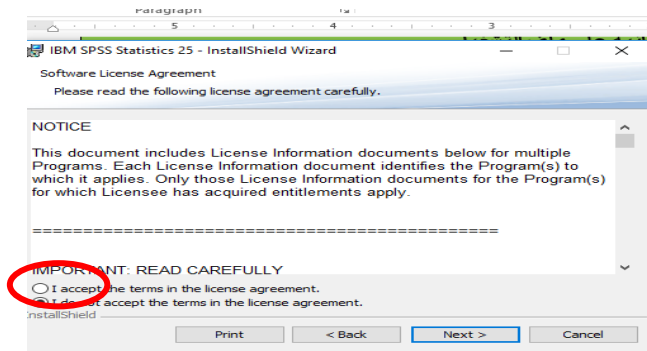 Paragraph
5 4 3
IBM SPSS Statistics 25 - InstallShield Wizard
Software License Agreement
Please read the following license agreement carefully.
NOTICE
This document includes License Information documents below for multiple
Programs. Each License Information document identifies the Program(s) to
which it applies. Only those License Information documents for the Program(s)
for which Licensee has acquired entitlements apply.
==============================================
IMPORTANT: READ CAREFULLY
I accept the terms in the license agreement.
I do not accept the terms in the license agreement.
InstallShield
Print < Back Next > Cancel